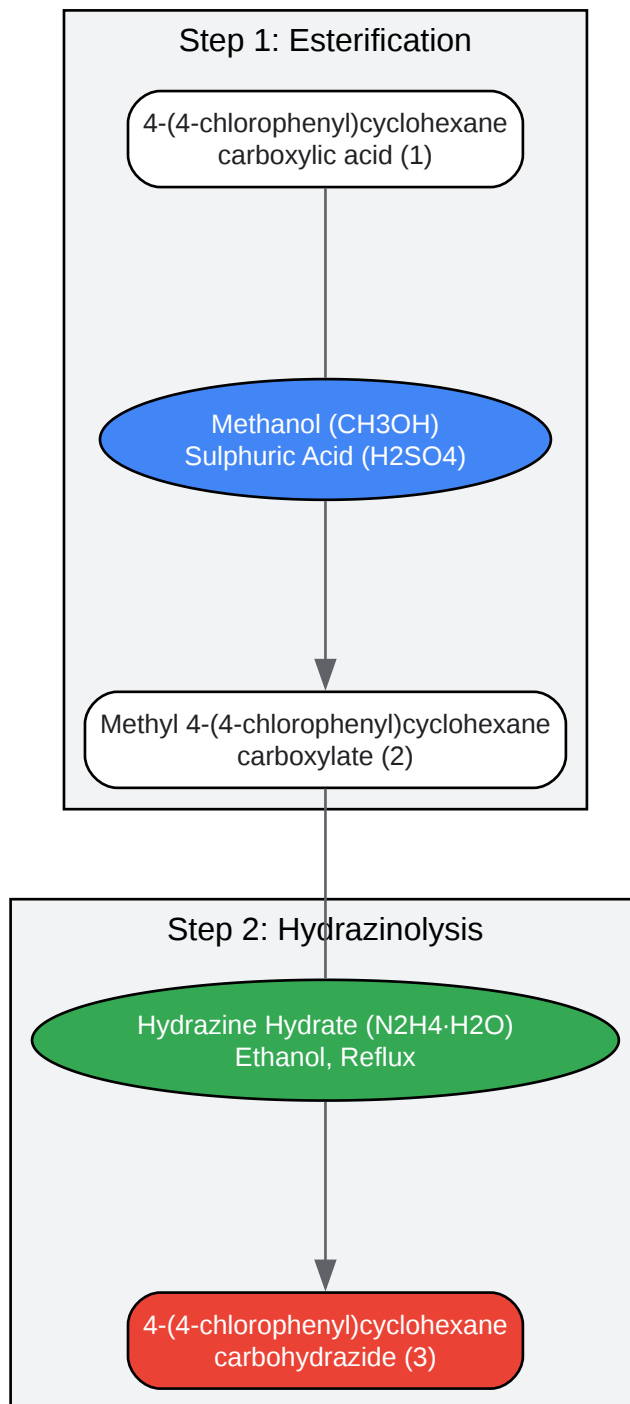 Step 1: Esterification
4-(4-chlorophenyl)cyclohexane
carboxylic acid (1)
Methanol (CH3OH)
Sulphuric Acid (H2SO4)
Methyl 4-(4-chlorophenyl)cyclohexane
carboxylate (2)
Step 2: Hydrazinolysis
Hydrazine Hydrate (N2H4·H2O)
Ethanol, Reflux
4-(4-chlorophenyl)cyclohexane
carbohydrazide (3)